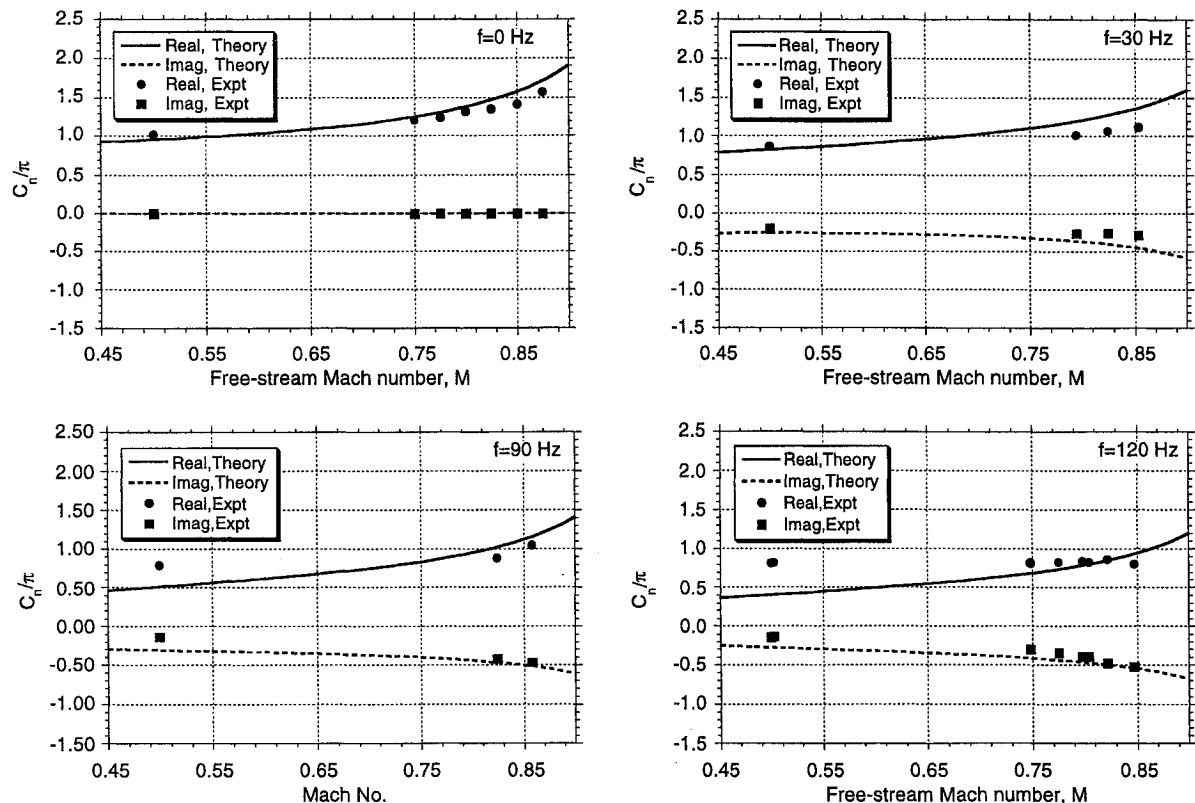 2.5
2.0
1.5
1.0
0.5
0.0
-0.5
-1.0
-1.5
Cn/π
f=0 Hz
Real, Theory
Imag, Theory
Real, Expt
Imag, Expt
0.45 0.55 0.65 0.75 0.85
Free-stream Mach number, M
2.5
2.0
1.5
1.0
0.5
0.0
-0.5
-1.0
-1.5
Cn/π
f=30 Hz
Real, Theory
Imag, Theory
Real, Expt
Imag, Expt
0.45 0.55 0.65 0.75 0.85
Free-stream Mach number, M
2.50
2.00
1.50
1.00
0.50
0.00
-0.50
-1.00
-1.50
Cn/π
f=90 Hz
Real,Theory
Imag,Theory
Real,Expt
Imag,Expt
0.45 0.55 0.65 0.75 0.85
Mach No.
2.5
2.0
1.5
1.0
0.5
0.0
-0.5
-1.0
-1.5
Cn/π
f=120 Hz
Real,Theory
Imag,Theory
Real,Expt
Imag,Expt
0.45 0.55 0.65 0.75 0.85
Free-stream Mach number, M